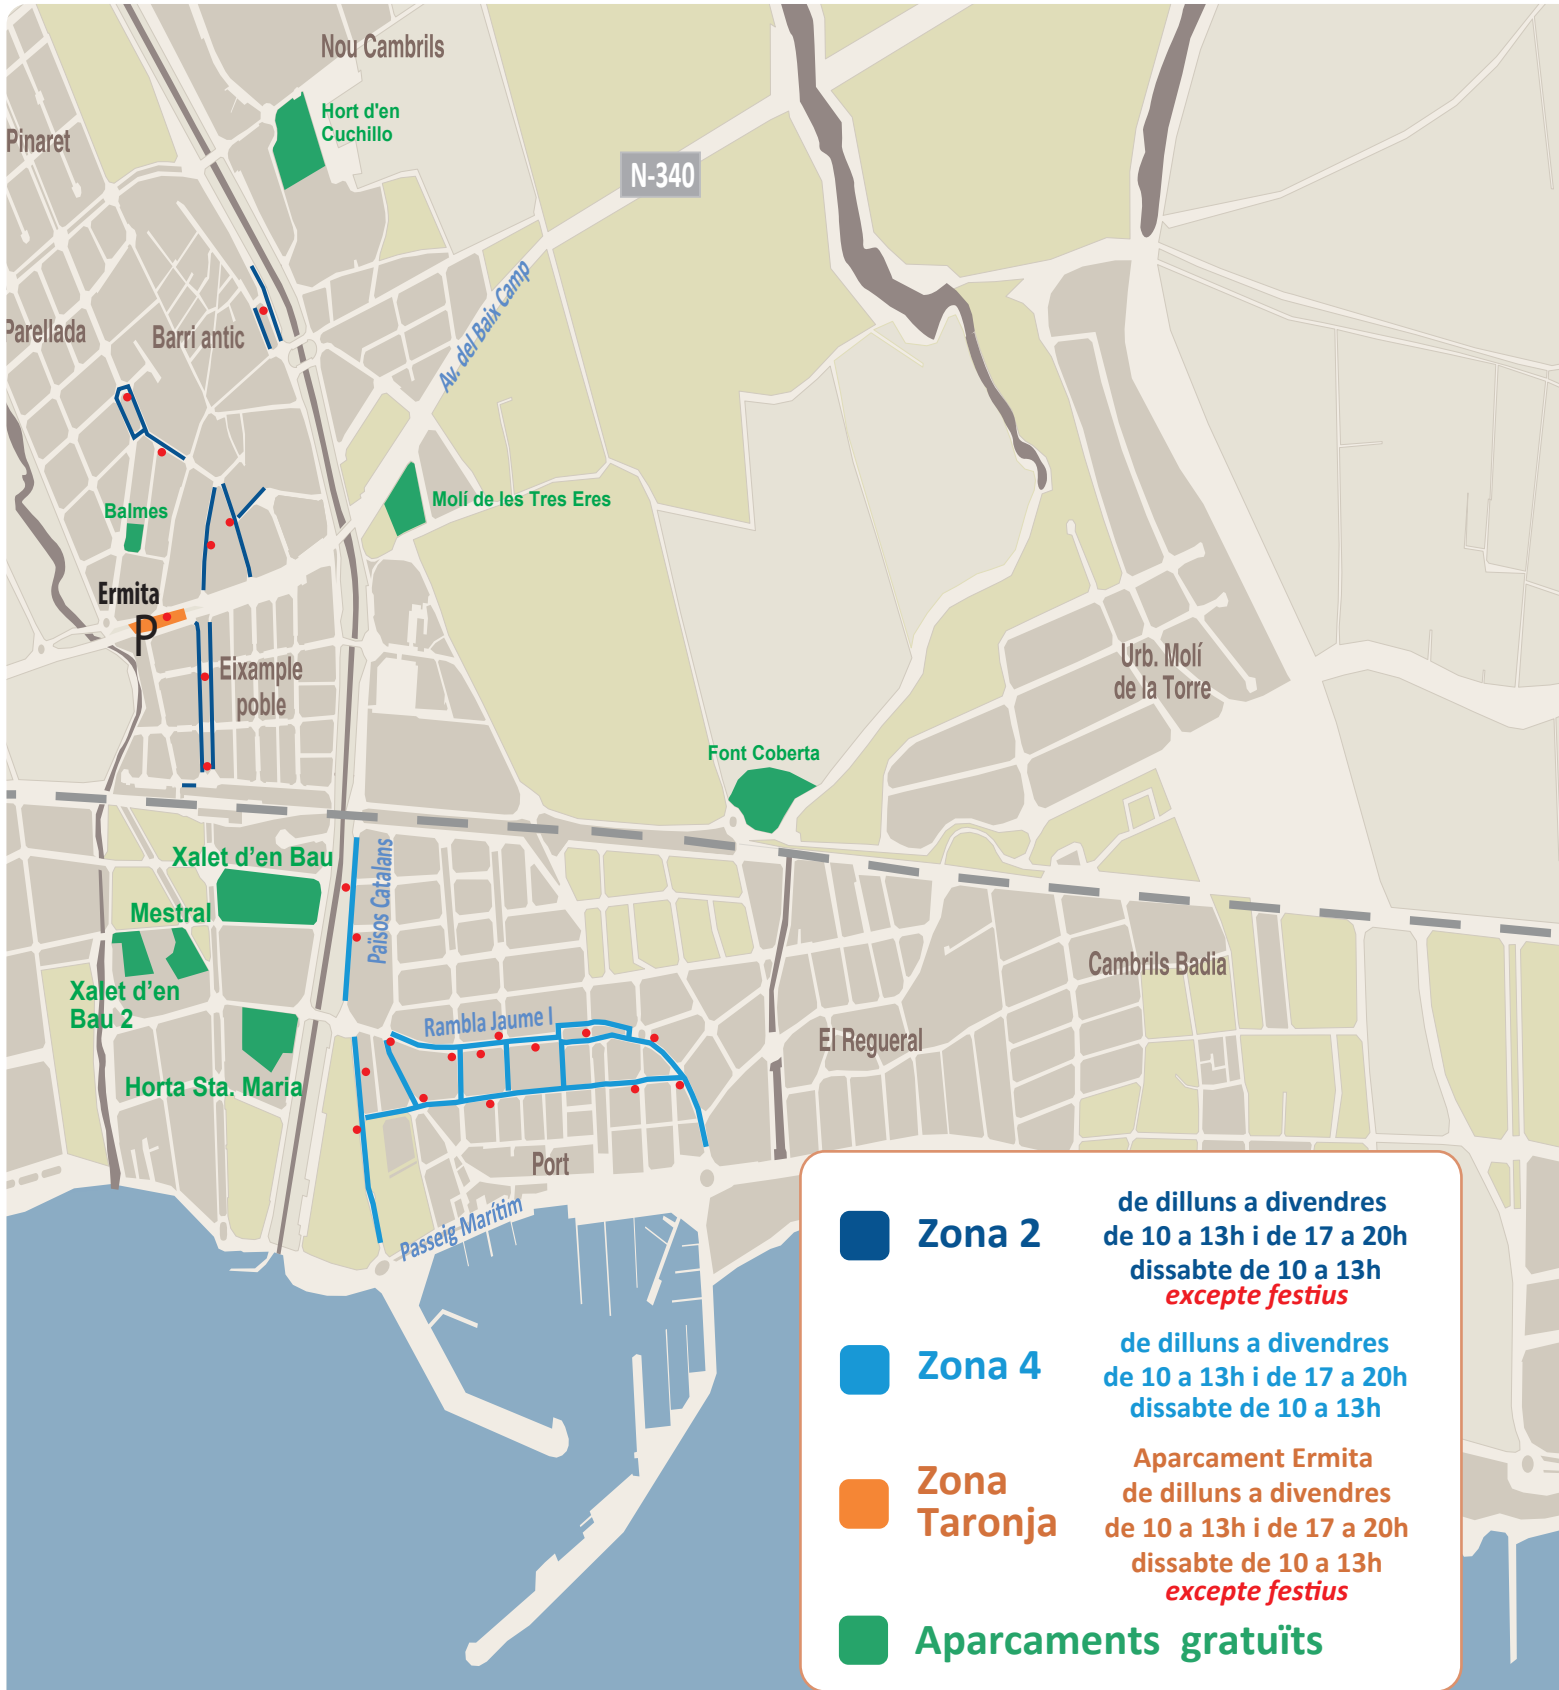 Nou Cambrils
Hort d'en
Cuchillo
Pinaret
N-340
Av. del Baix Camp
Parellada
Barri antic
Molí de les Tres Eres
Balmes
Ermita
P
Eixample
poble
Urb. Molí
de la Torre
Font Coberta
Xalet d'en Bau
Països Catalans
Mestral
Cambrils Badia
Xalet d'en
Bau 2
Rambla Jaume I
El Regueral
Horta Sta. Maria
Port
Passeig Marítim
Zona 2
de dilluns a divendres
de 10 a 13h i de 17 a 20h
dissabte de 10 a 13h
excepte festius
Zona 4
de dilluns a divendres
de 10 a 13h i de 17 a 20h
dissabte de 10 a 13h
Zona
Taronja
Aparcament Ermita
de dilluns a divendres
de 10 a 13h i de 17 a 20h
dissabte de 10 a 13h
excepte festius
Aparcaments gratuïts